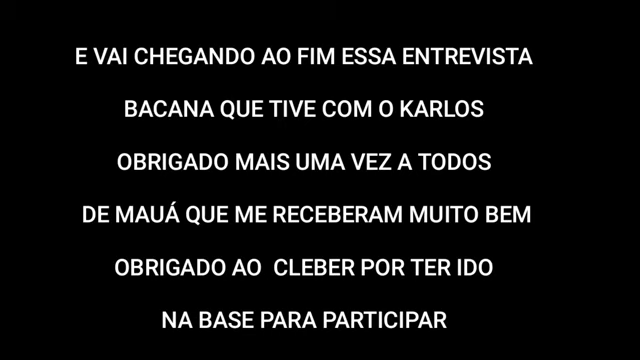 E VAI CHEGANDO AO FIM ESSA ENTREVISTA
BACANA QUE TIVE COM O KARLOS
OBRIGADO MAIS UMA VEZ A TODOS
DE MAUÁ QUE ME RECEBERAM MUITO BEM
OBRIGADO AO  CLEBER POR TER IDO
NA BASE PARA PARTICIPAR